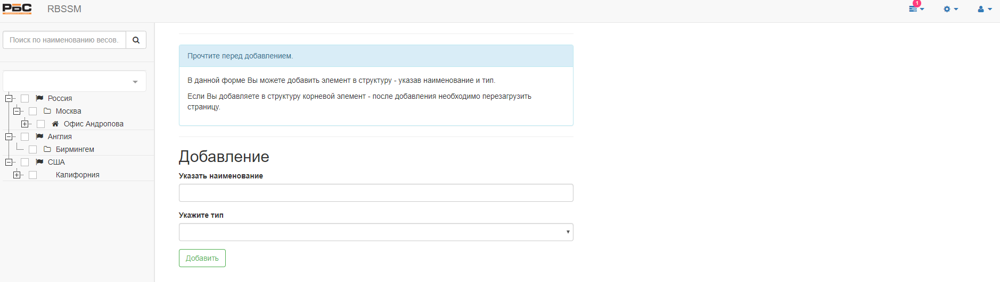 РБС
RBSSM
1
Поиск по наименованию весов.
Россия
Москва
Офис Андропова
Англия
Бирмингем
США
Калифорния
Прочтите перед добавлением.
В данной форме Вы можете добавить элемент в структуру - указав наименование и тип.
Если Вы добавляете в структуру корневой элемент - после добавления необходимо перезагрузить
страницу.
Добавление
Указать наименование
Укажите тип
Добавить